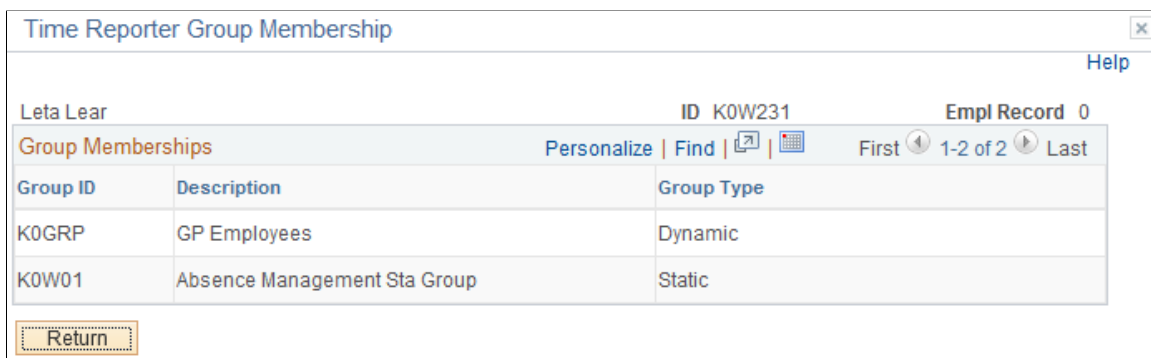 Time Reporter Group Membership
Help
Leta Lear ID K0W231 Empl Record 0
Group Memberships Personalize | Find | | First 1-2 of 2 Last
Group ID Description Group Type
K0GRP GP Employees Dynamic
K0W01 Absence Management Sta Group Static
Return